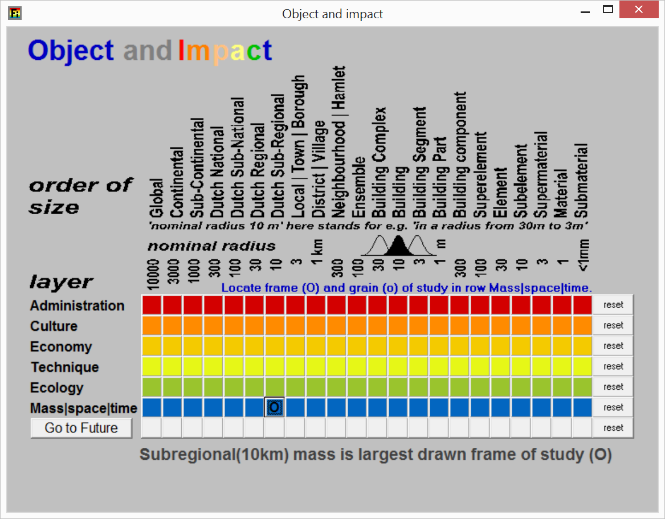 Object and impact
Object and Impact
order of
size
Global
Continental
Sub-Continental
Dutch National
Dutch Sub-National
Dutch Regional
Dutch Sub-Regional
Local | Town | Borough
District | Village
Neighbourhood | Hamlet
Ensemble
Building Complex
Building
Building Segment
Building Part
Building component
Superelement
Element
Subelement
Supermaterial
Material
Submaterial
'nominal radius 10 m' here stands for e.g. 'in a radius from 30m to 3m'
nominal radius
10000 3000 1000 300 100 30 10 3 1 km 300 100 30 10 3 1 m 300 100 30 10 3 1 <1mm
layer
Locate frame (O) and grain (o) of study in row Mass|space|time.
Administration reset
Culture reset
Economy reset
Technique reset
Ecology reset
Mass|space|time O reset
Go to Future reset
Subregional(10km) mass is largest drawn frame of study (O)